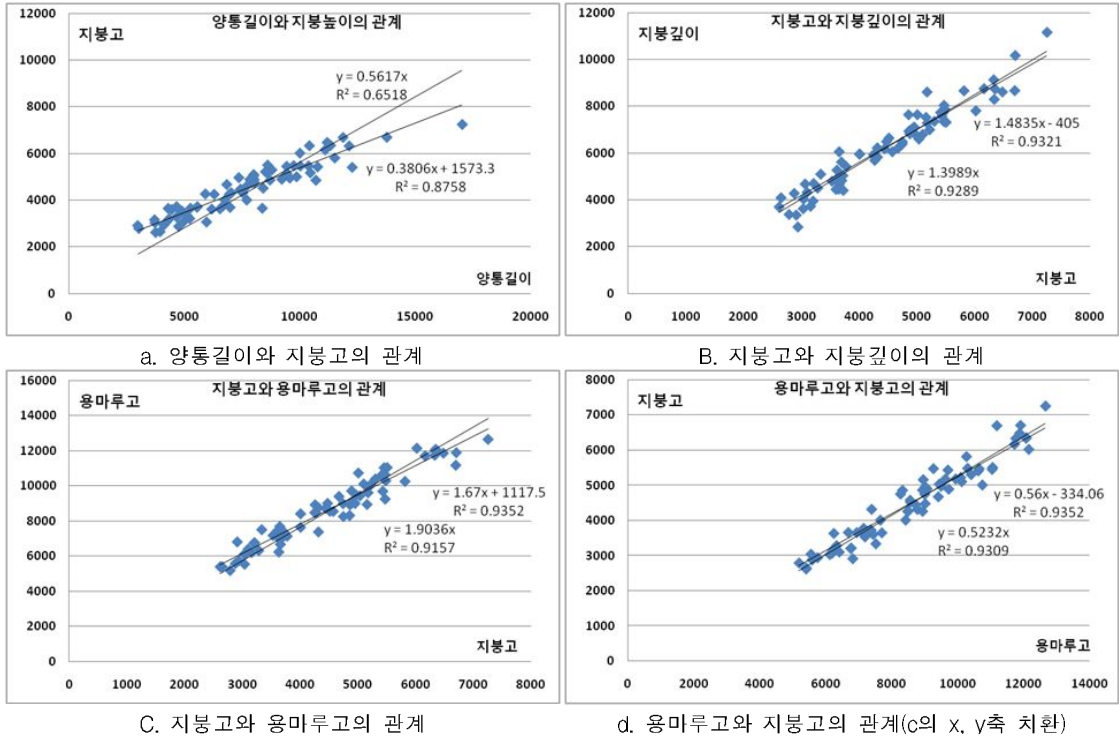 양통길이와 지붕높이의 관계
지붕고
12000
10000
8000
6000
4000
2000
0
y = 0.5617x
R² = 0.6518
y = 0.3806x + 1573.3
R² = 0.8758
양통길이
0 5000 10000 15000 20000
a. 양통길이와 지붕고의 관계
지붕고와 지붕깊이의 관계
지붕깊이
12000
10000
8000
6000
4000
2000
0
y = 1.4835x - 405
R² = 0.9321
y = 1.3989x
R² = 0.9289
지붕고
0 1000 2000 3000 4000 5000 6000 7000 8000
B. 지붕고와 지붕깊이의 관계
지붕고와 용마루고의 관계
용마루고
16000
14000
12000
10000
8000
6000
4000
2000
0
y = 1.67x + 1117.5
R² = 0.9352
y = 1.9036x
R² = 0.9157
지붕고
0 1000 2000 3000 4000 5000 6000 7000 8000
C. 지붕고와 용마루고의 관계
용마루고와 지붕고의 관계
지붕고
8000
7000
6000
5000
4000
3000
2000
1000
0
y = 0.56x - 334.06
R² = 0.9352
y = 0.5232x
R² = 0.9309
용마루고
0 2000 4000 6000 8000 10000 12000 14000
d. 용마루고와 지붕고의 관계(c의 x, y축 치환)